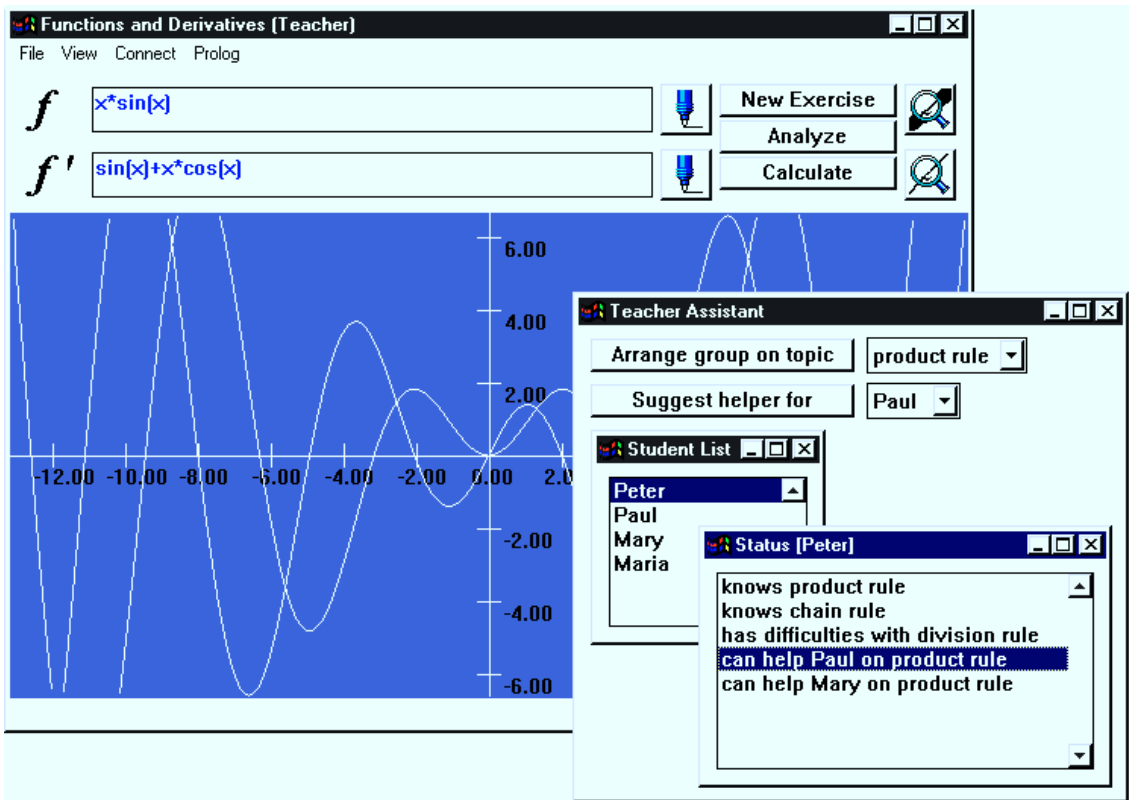 Functions and Derivatives (Teacher)
File View Connect Prolog
f x*sin(x)
New Exercise
Analyze
f ' sin(x)+x*cos(x)
Calculate
6.00
4.00
2.00
-12.00 -10.00 -8.00 -6.00 -4.00 -2.00 0.00 2.0
-2.00
-4.00
-6.00
Teacher Assistant
Arrange group on topic product rule
Suggest helper for Paul
Student List
Peter
Paul
Mary
Maria
Status [Peter]
knows product rule
knows chain rule
has difficulties with division rule
can help Paul on product rule
can help Mary on product rule